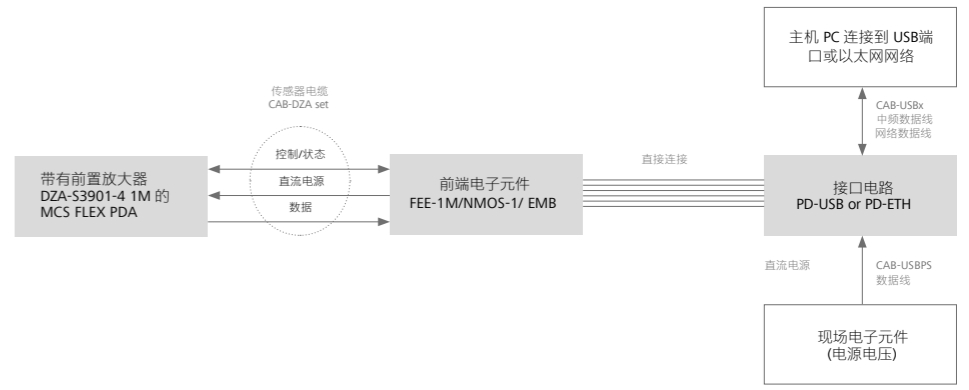 主机 PC 连接到 USB端
口或以太网网络
传感器电缆
CAB-DZA set
CAB-USBx
中频数据线
网络数据线
控制/状态
直流电源
数据
直接连接
带有前置放大器
DZA-S3901-4 1M 的
MCS FLEX PDA
前端电子元件
FEE-1M/NMOS-1/ EMB
接口电路
PD-USB or PD-ETH
直流电源
CAB-USBPS
数据线
现场电子元件
(电源电压)